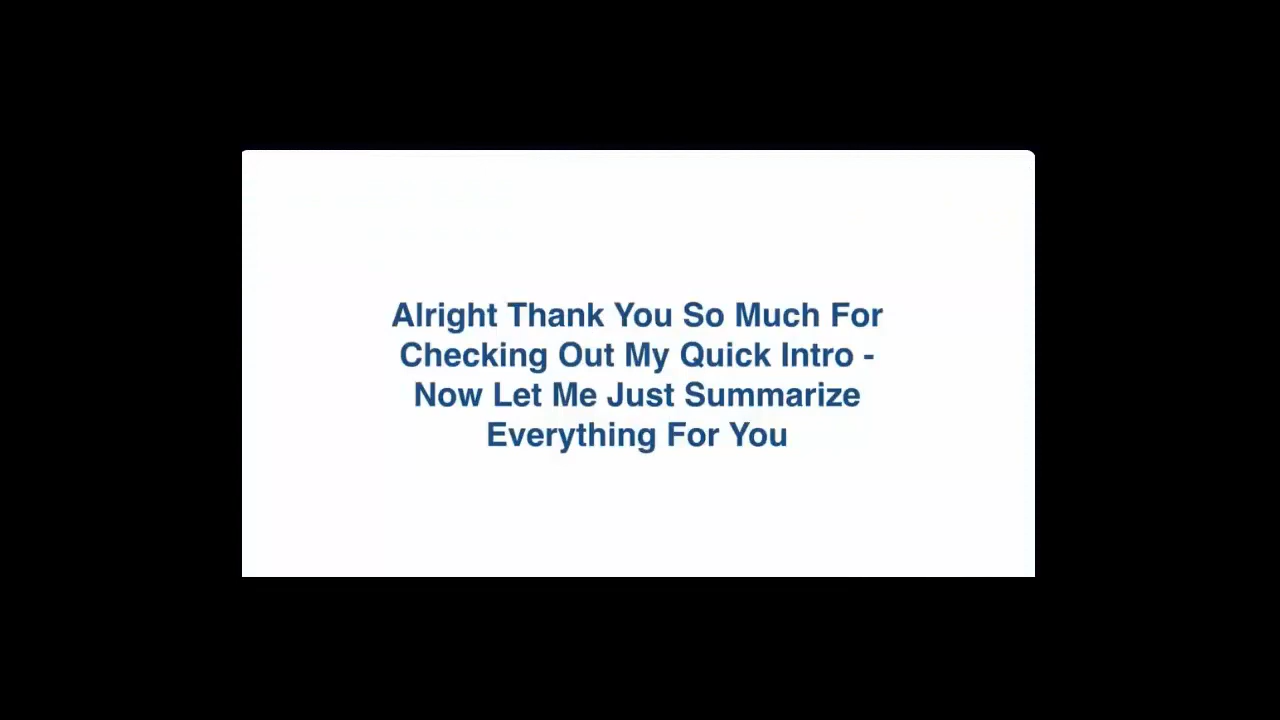 Alright Thank You So Much For
Checking Out My Quick Intro -
Now Let Me Just Summarize
Everything For You